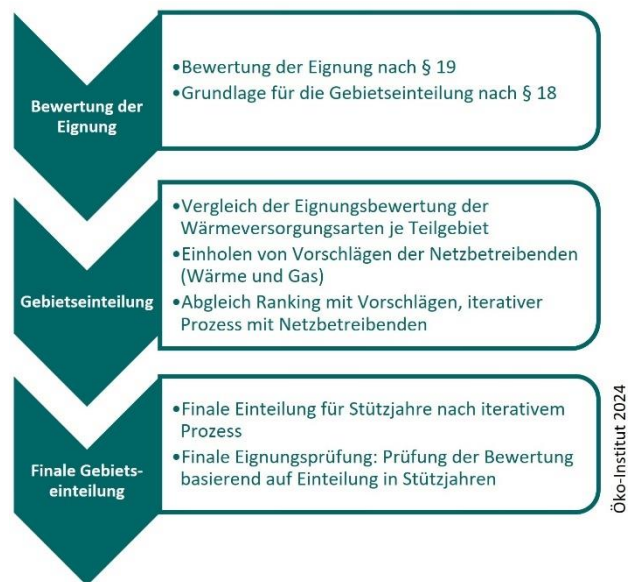 Bewertung der
Eignung
•Bewertung der Eignung nach § 19
•Grundlage für die Gebietseinteilung nach § 18
Gebietseinteilung
•Vergleich der Eignungsbewertung der
Wärmeversorgungsarten je Teilgebiet
•Einholen von Vorschlägen der Netzbetreibenden
(Wärme und Gas)
•Abgleich Ranking mit Vorschlägen, iterativer
Prozess mit Netzbetreibenden
Finale Gebiets-
einteilung
•Finale Einteilung für Stützjahre nach iterativem
Prozess
•Finale Eignungsprüfung: Prüfung der Bewertung
basierend auf Einteilung in Stützjahren
Öko-Institut 2024